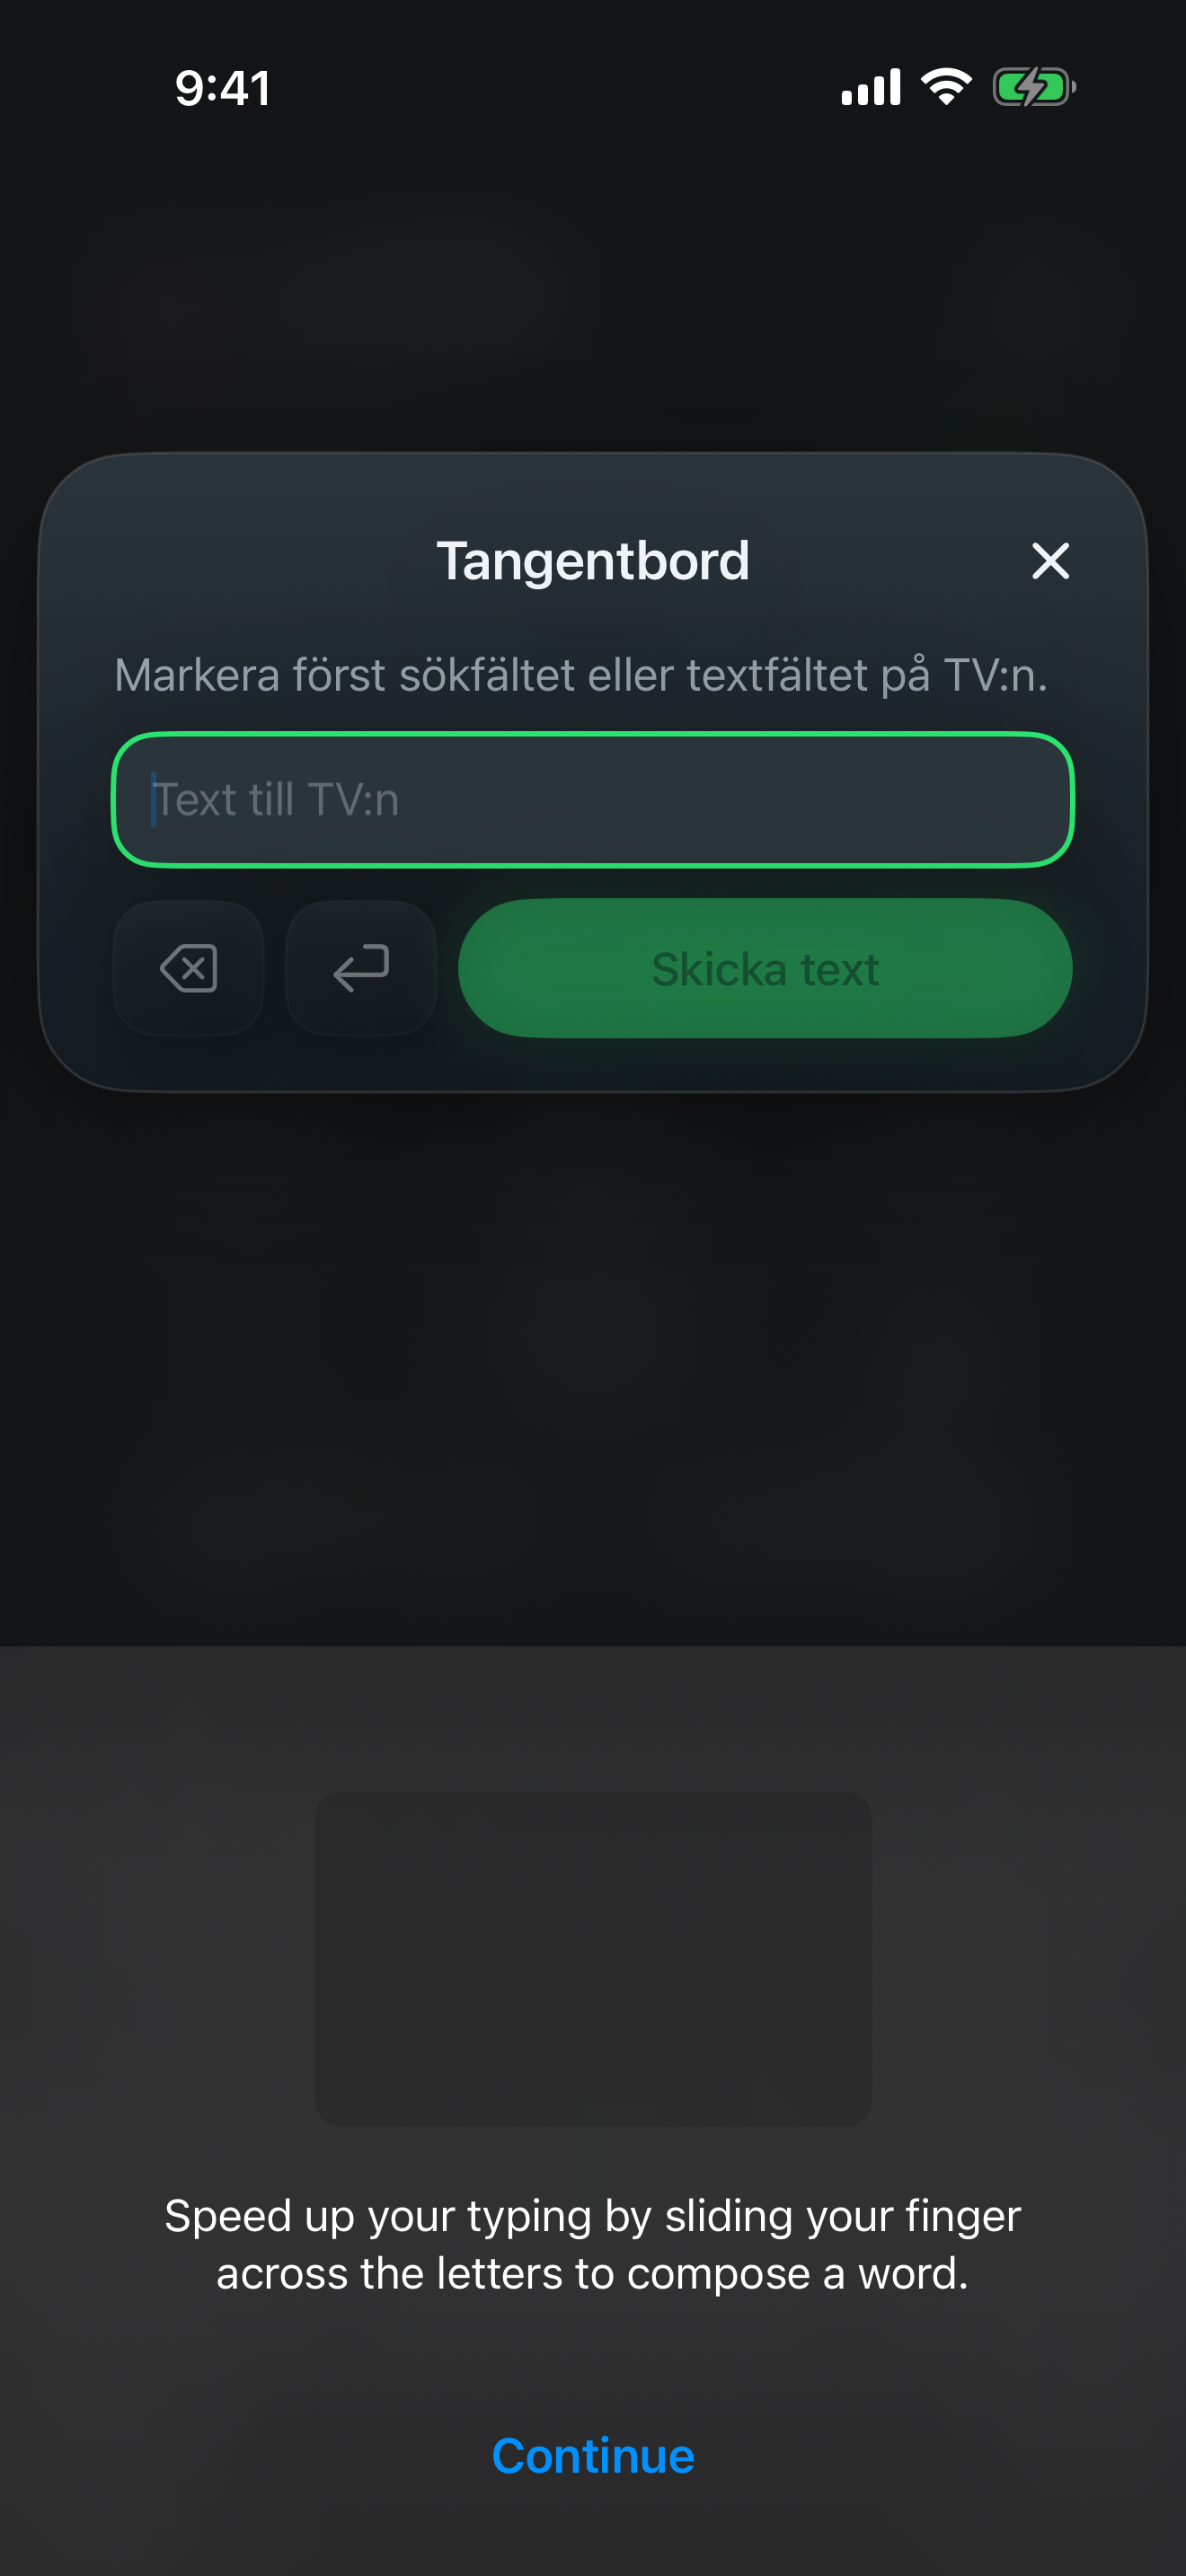 9:41
Tangentbord
Markera först sökfältet eller textfältet på TV:n.
Text till TV:n
Skicka text
Speed up your typing by sliding your finger
across the letters to compose a word.
Continue